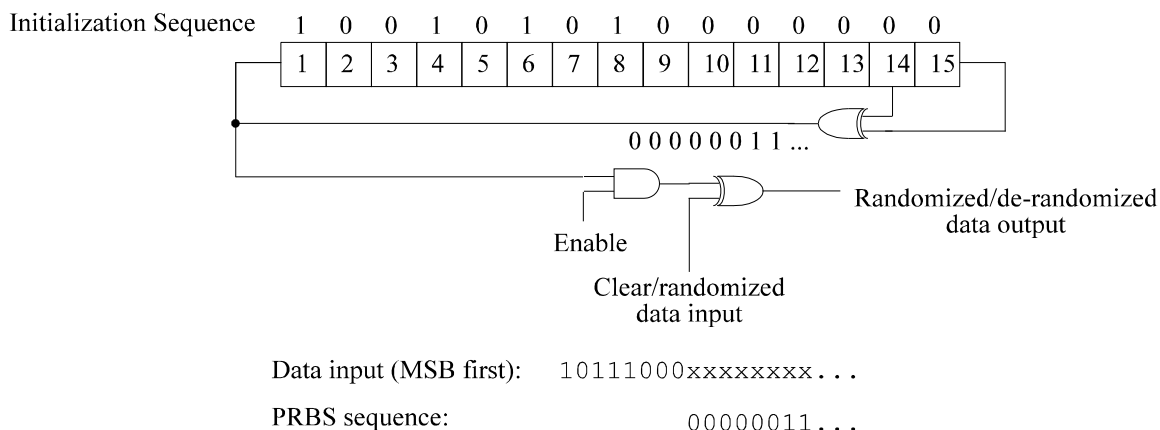 Initialization Sequence 1 0 0 1 0 1 0 1 0 0 0 0 0 0 0
1 2 3 4 5 6 7 8 9 10 11 12 13 14 15
0 0 0 0 0 0 1 1 ...
Randomized/de-randomized
data output
Enable
Clear/randomized
data input
Data input (MSB first): 10111000xxxxxxxx...
PRBS sequence: 00000011...